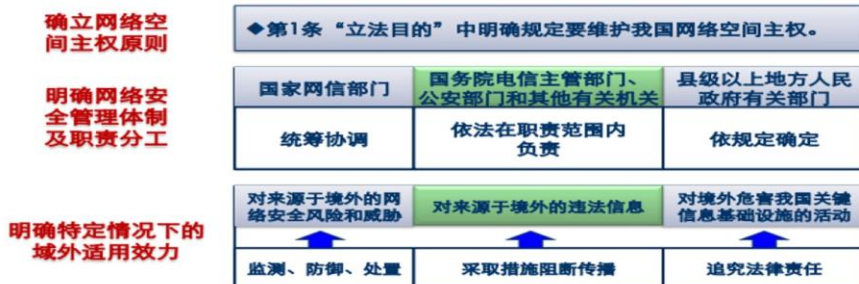 确立网络空
间主权原则
◆第1条“立法目的”中明确规定要维护我国网络空间主权。
明确网络安
全管理体制
及职责分工
国家网信部门
国务院电信主管部门、
公安部门和其他有关机关
县级以上地方人民
政府有关部门
统筹协调
依法在职责范围内
负责
依规定确定
明确特定情况下的
域外适用效力
对来源于境外的网
络安全风险和威胁
对来源于境外的违法信息
对境外危害我国关键
信息基础设施的活动
监测、防御、处置
采取措施阻断传播
追究法律责任